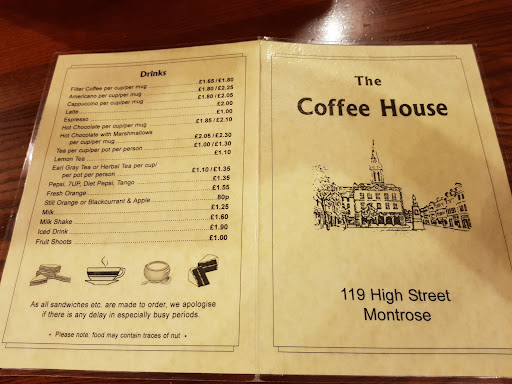 Drinks
Filter Coffee per cup/per mug £1.65 / £1.80
Americano per cup/per mug £1.80 / £2.25
Cappuccino per cup/per mug £1.80 / £2.05
Latte £2.00
Espresso £1.00
Hot Chocolate per cup/per mug £1.85 / £2.10
Hot Chocolate with Marshmallows
per cup/per mug £2.05 / £2.30
Tea per cup/per pot per person £1.00 / £1.30
Lemon Tea £1.10
Earl Gray Tea or Herbal Tea per cup/
per pot per person £1.10 / £1.35
Pepsi, 7UP, Diet Pepsi, Tango £1.35
Fresh Orange £1.55
Still Orange or Blackcurrant & Apple 80p
Milk £1.25
Milk Shake £1.60
Iced Drink £1.90
Fruit Shoots £1.00
As all sandwiches etc. are made to order, we apologise
if there is any delay in especially busy periods.
• Please note: food may contain traces of nut •
The
Coffee House
119 High Street
Montrose